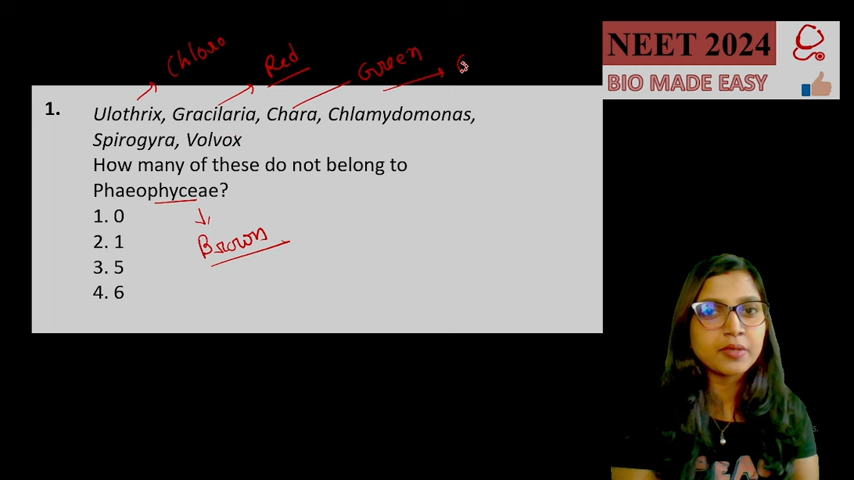 NEET 2024
BIO MADE EASY
Chloro
Red
Green
G
1. Ulothrix, Gracilaria, Chara, Chlamydomonas,
Spirogyra, Volvox
How many of these do not belong to
Phaeophyceae?
1. 0
2. 1
3. 5
4. 6
Brown